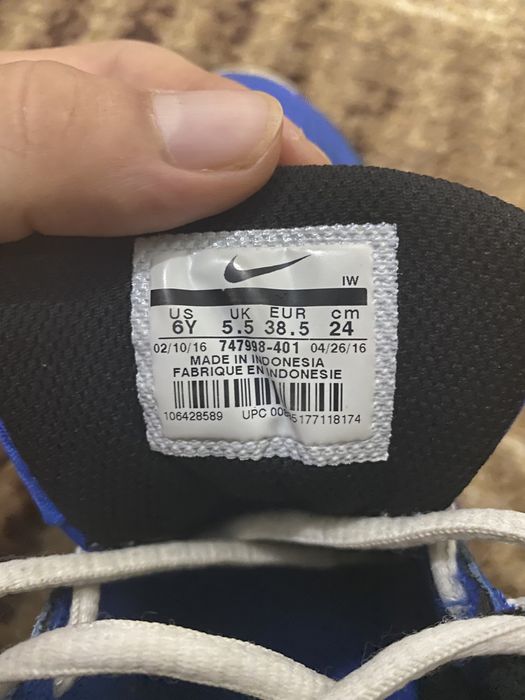 IW
US UK EUR cm
6Y 5.5 38.5 24
02/10/16 747998-401 04/26/16
MADE IN INDONESIA
FABRIQUE EN INDONESIE
106428589 UPC